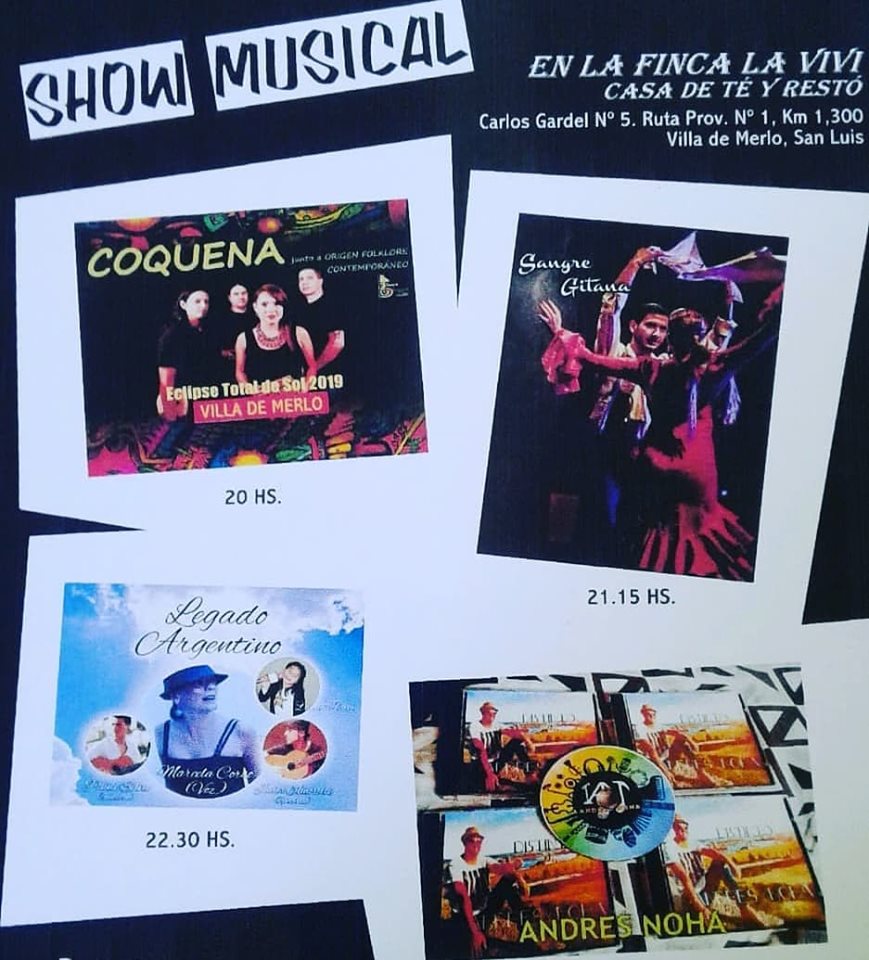 SHOW MUSICAL
EN LA FINCA LA VIVI
CASA DE TÉ Y RESTÓ
Carlos Gardel Nº 5. Ruta Prov. Nº 1, Km 1,300
Villa de Merlo, San Luis
COQUENA
junto a ORIGEN FOLKLORE
CONTEMPORÁNEO
Eclipse Total de Sol 2019
VILLA DE MERLO
20 HS.
Sangre
Gitana
21.15 HS.
Legado
Argentino
Marcela
(Voz)
22.30 HS.
ANDRES NOHA